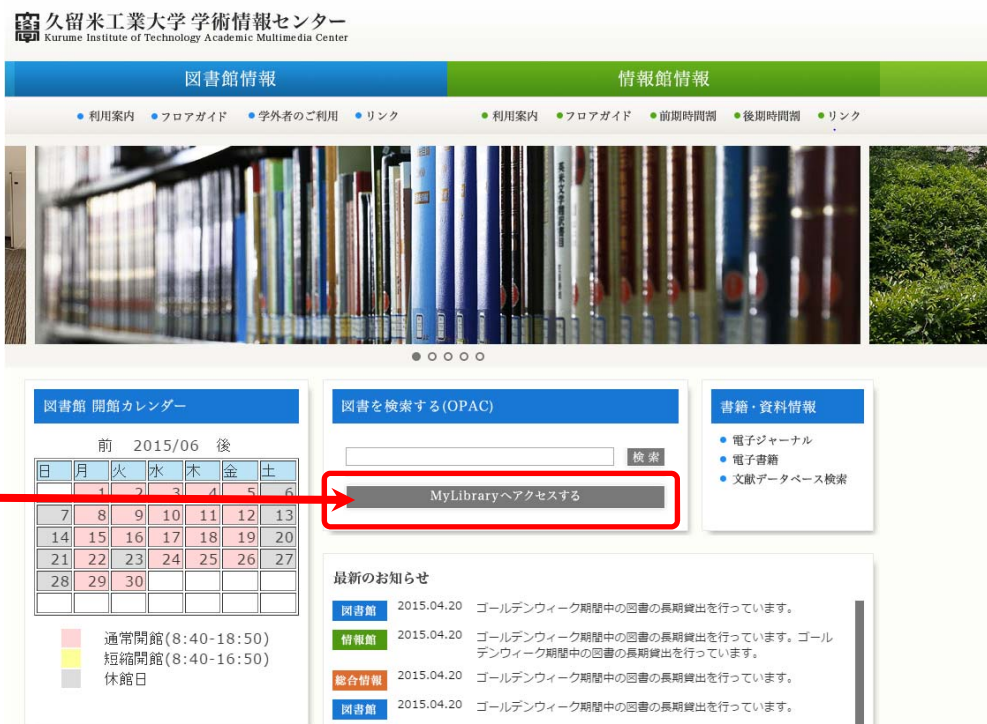 久留米工業大学 学術情報センター
Kurume Institute of Technology Academic Multimedia Center
図書館情報 情報館情報
利用案内 フロアガイド 学外者のご利用 リンク 利用案内 フロアガイド 前期時間割 後期時間割 リンク
英米文学翻訳書目
図書館 開館カレンダー
前 2015/06 後
日 月 火 水 木 金 土
1 2 3 4 5 6
7 8 9 10 11 12 13
14 15 16 17 18 19 20
21 22 23 24 25 26 27
28 29 30
通常開館(8:40-18:50)
短縮開館(8:40-16:50)
休館日
図書を検索する(OPAC)
検索
MyLibraryへアクセスする
書籍・資料情報
電子ジャーナル
電子書籍
文献データベース検索
最新のお知らせ
図書館 2015.04.20 ゴールデンウィーク期間中の図書の長期貸出を行っています。
情報館 2015.04.20 ゴールデンウィーク期間中の図書の長期貸出を行っています。ゴール
デンウィーク期間中の図書の長期貸出を行っています。
総合情報 2015.04.20 ゴールデンウィーク期間中の図書の長期貸出を行っています。
図書館 2015.04.20 ゴールデンウィーク期間中の図書の長期貸出を行っています。